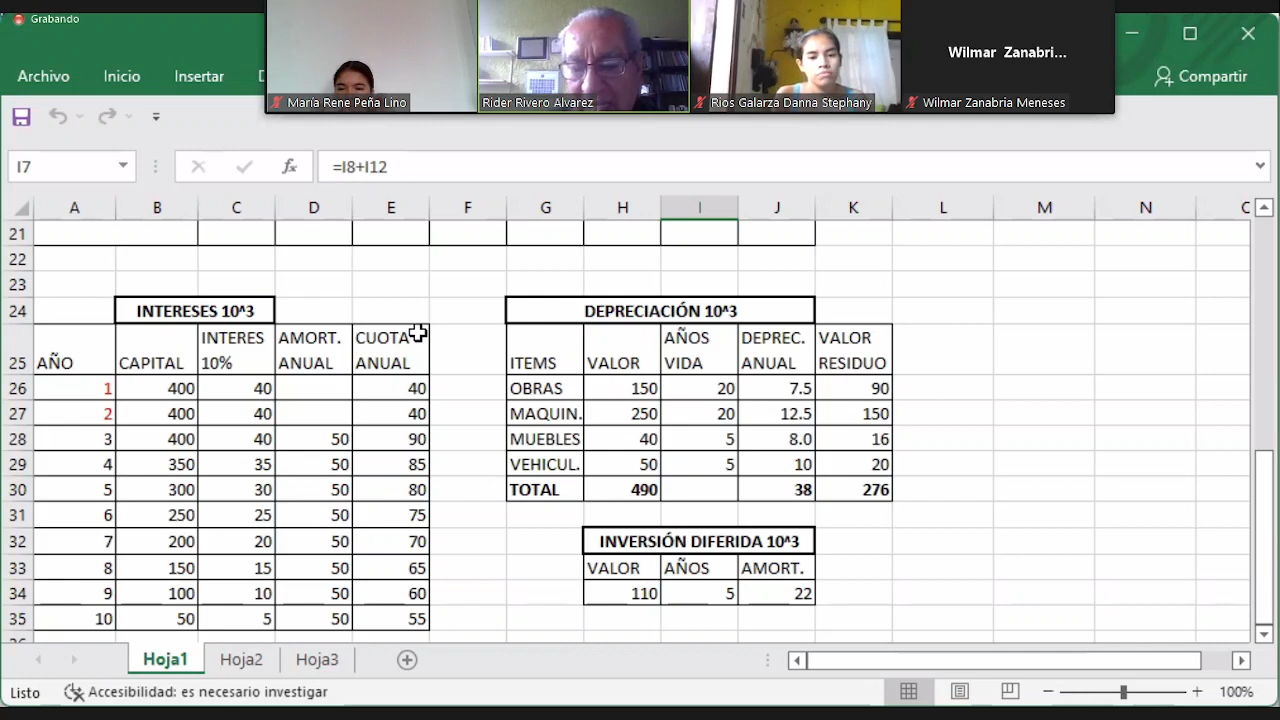 Grabando
María Rene Peña Lino
Rider Rivero Alvarez
Rios Galarza Danna Stephany
Wilmar Zanabri...
Wilmar Zanabria Meneses
Archivo Inicio Insertar D
Compartir
I7 fx =I8+I12
A B C D E F G H I J K L M N C
21
22
23
24 INTERESES 10^3 DEPRECIACIÓN 10^3
INTERES AMORT. CUOTA AÑOS DEPREC. VALOR
25 AÑO CAPITAL 10% ANUAL ANUAL ITEMS VALOR VIDA ANUAL RESIDUO
26 1 400 40 40 OBRAS 150 20 7.5 90
27 2 400 40 40 MAQUIN. 250 20 12.5 150
28 3 400 40 50 90 MUEBLES 40 5 8.0 16
29 4 350 35 50 85 VEHICUL. 50 5 10 20
30 5 300 30 50 80 TOTAL 490 38 276
31 6 250 25 50 75
32 7 200 20 50 70 INVERSIÓN DIFERIDA 10^3
33 8 150 15 50 65 VALOR AÑOS AMORT.
34 9 100 10 50 60 110 5 22
35 10 50 5 50 55
Hoja1 Hoja2 Hoja3
Listo Accesibilidad: es necesario investigar 100%